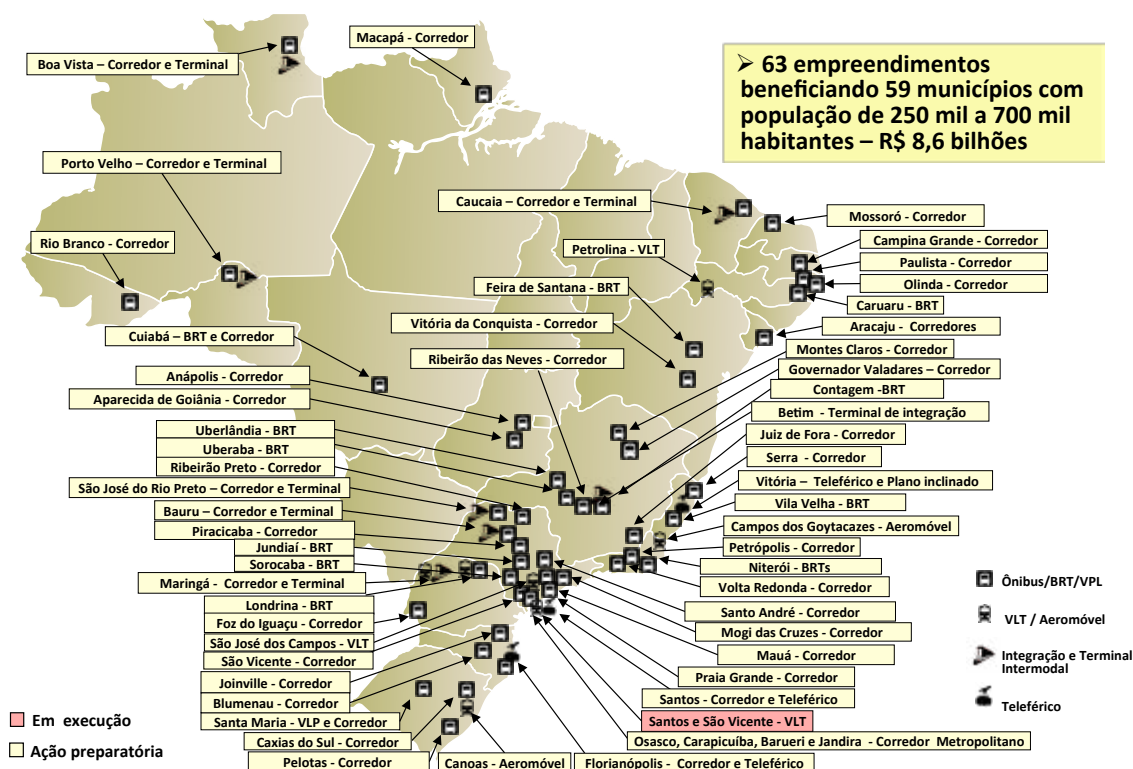 ➢ 63 empreendimentos
beneficiando 59 municípios com
população de 250 mil a 700 mil
habitantes – R$ 8,6 bilhões
Macapá - Corredor
Boa Vista – Corredor e Terminal
Porto Velho – Corredor e Terminal
Rio Branco - Corredor
Caucaia – Corredor e Terminal
Mossoró - Corredor
Campina Grande - Corredor
Petrolina - VLT
Paulista - Corredor
Olinda - Corredor
Feira de Santana - BRT
Caruaru - BRT
Vitória da Conquista - Corredor
Aracaju - Corredores
Cuiabá – BRT e Corredor
Montes Claros - Corredor
Ribeirão das Neves - Corredor
Governador Valadares – Corredor
Anápolis - Corredor
Contagem -BRT
Aparecida de Goiânia - Corredor
Betim - Terminal de integração
Uberlândia - BRT
Juiz de Fora - Corredor
Uberaba - BRT
Serra - Corredor
Ribeirão Preto - Corredor
Vitória – Teleférico e Plano inclinado
São José do Rio Preto – Corredor e Terminal
Vila Velha - BRT
Bauru – Corredor e Terminal
Campos dos Goytacazes - Aeromóvel
Piracicaba - Corredor
Petrópolis - Corredor
Jundiaí - BRT
Niterói - BRTs
Sorocaba - BRT
Volta Redonda - Corredor
Maringá - Corredor e Terminal
Londrina - BRT
Santo André - Corredor
Foz do Iguaçu - Corredor
Mogi das Cruzes - Corredor
São José dos Campos - VLT
Mauá - Corredor
São Vicente - Corredor
Praia Grande - Corredor
Joinville - Corredor
Santos - Corredor e Teleférico
Blumenau - Corredor
Santos e São Vicente - VLT
Santa Maria - VLP e Corredor
Osasco, Carapicuíba, Barueri e Jandira - Corredor Metropolitano
Caxias do Sul - Corredor
Pelotas - Corredor
Canoas - Aeromóvel
Florianópolis - Corredor e Teleférico
Ônibus/BRT/VPL
VLT / Aeromóvel
Integração e Terminal
Intermodal
Teleférico
Em execução
Ação preparatória